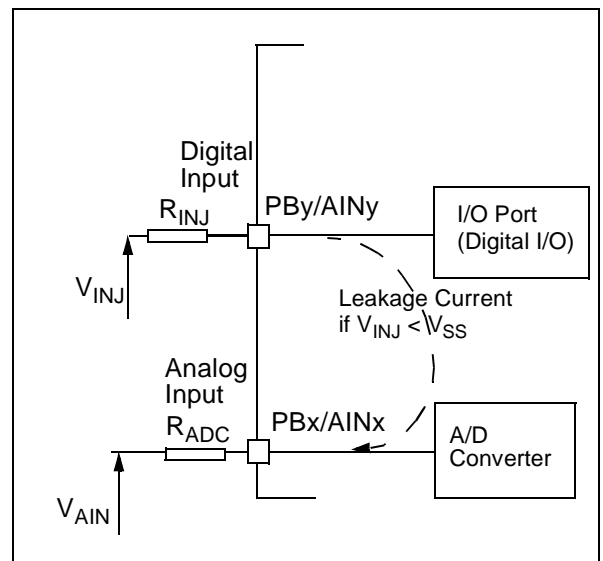 Digital
Input
R_INJ
PBy/AINy
I/O Port
(Digital I/O)
V_INJ
Leakage Current
if V_INJ < V_SS
Analog
Input
R_ADC
PBx/AINx
A/D
Converter
V_AIN